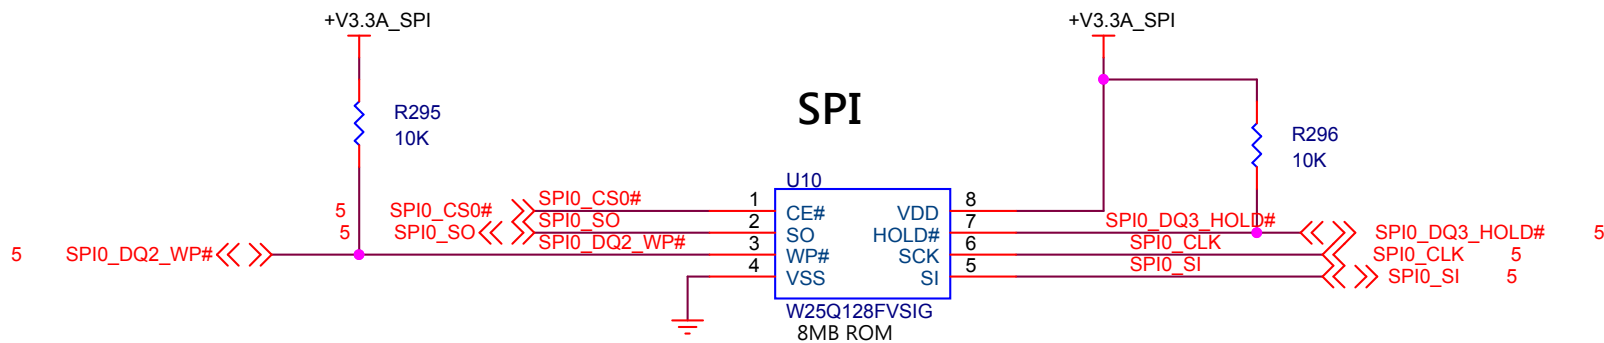 +V3.3A_SPI
+V3.3A_SPI
SPI
R295
10K
R296
10K
U10
5 SPI0_CS0# SPI0_CS0# 1 CE# VDD 8
5 SPI0_SO SPI0_SO 2 SO HOLD# 7 SPI0_DQ3_HOLD# SPI0_DQ3_HOLD# 5
5 SPI0_DQ2_WP# SPI0_DQ2_WP# 3 WP# SCK 6 SPI0_CLK SPI0_CLK 5
4 VSS SI 5 SPI0_SI SPI0_SI 5
W25Q128FVSIG
8MB ROM